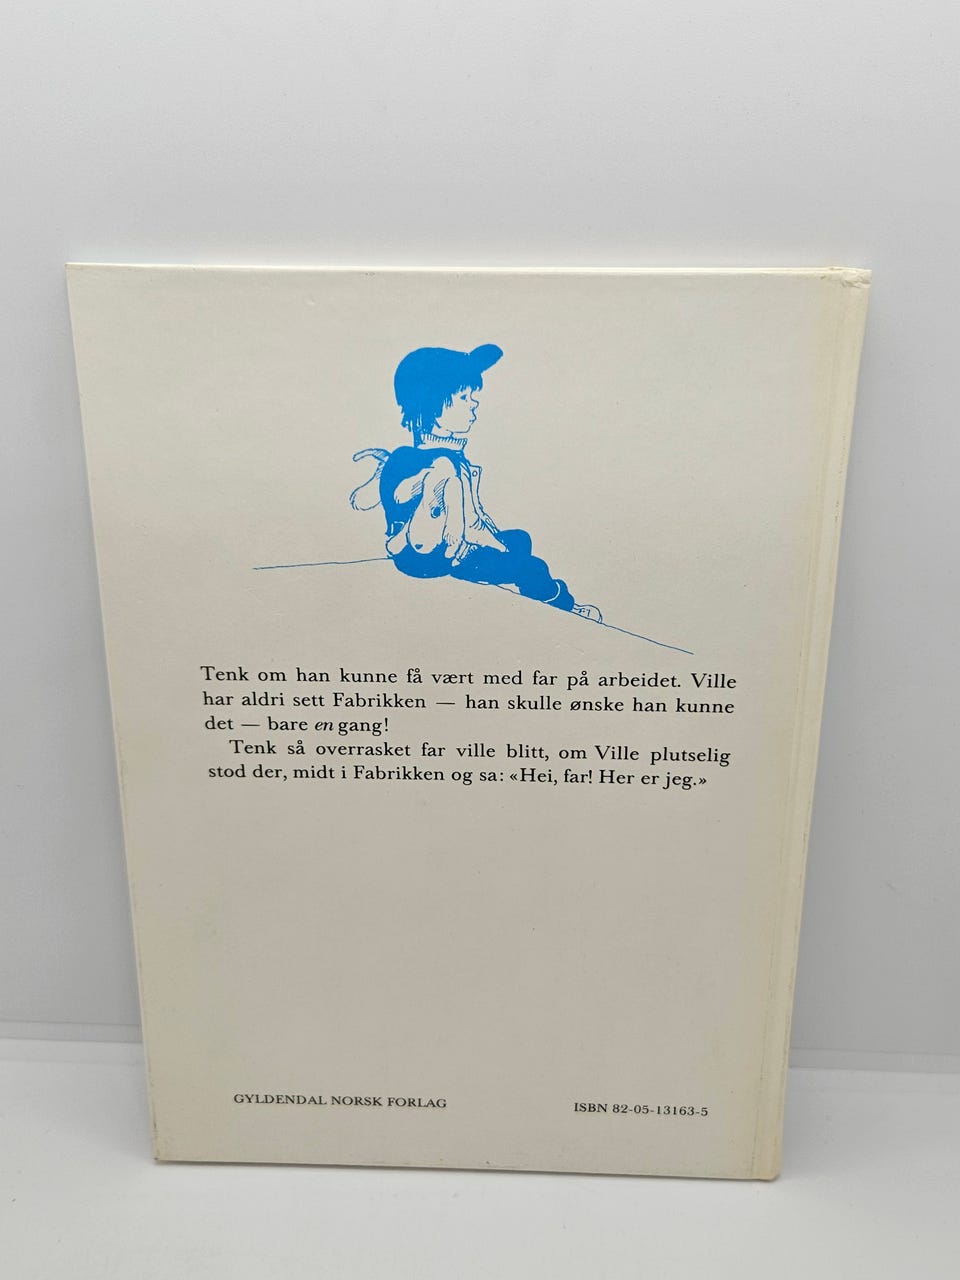 Tenk om han kunne få vært med far på arbeidet. Ville
har aldri sett Fabrikken — han skulle ønske han kunne
det — bare en gang!
Tenk så overrasket far ville blitt, om Ville plutselig
stod der, midt i Fabrikken og sa: «Hei, far! Her er jeg.»
GYLDENDAL NORSK FORLAG
ISBN 82-05-13163-5